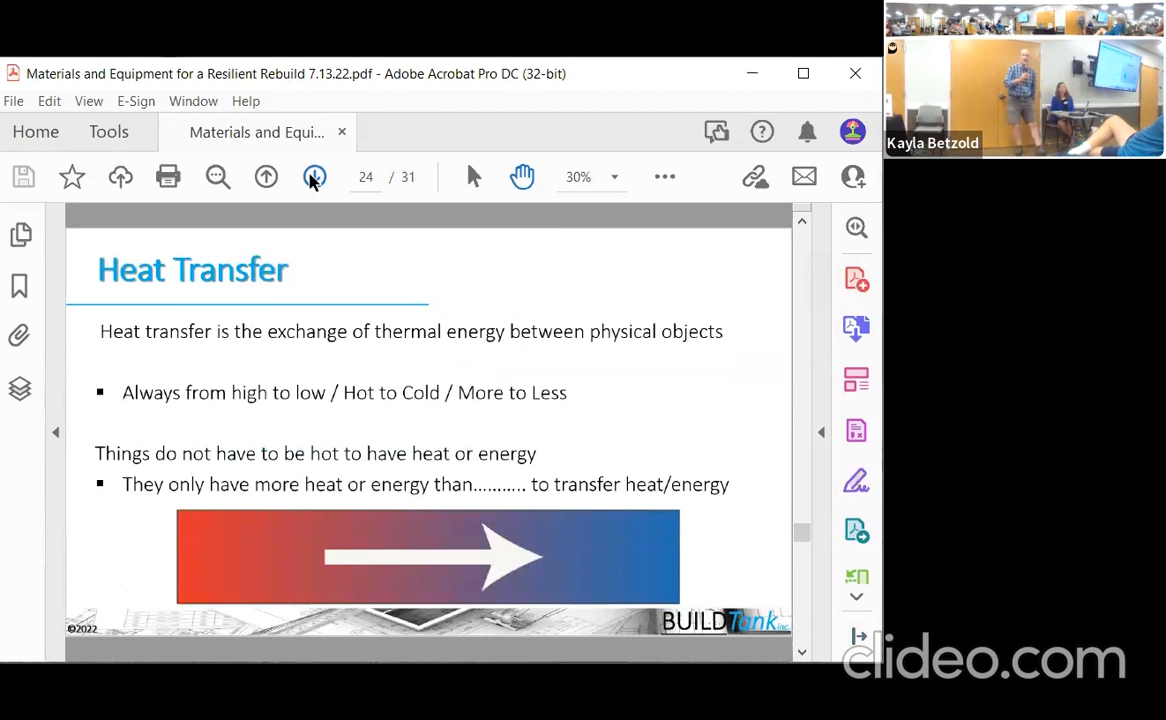 Materials and Equipment for a Resilient Rebuild 7.13.22.pdf - Adobe Acrobat Pro DC (32-bit)
File Edit View E-Sign Window Help
Home Tools Materials and Equi... ×
24 / 31 30%
Kayla Betzold
Heat Transfer
Heat transfer is the exchange of thermal energy between physical objects
▪ Always from high to low / Hot to Cold / More to Less
Things do not have to be hot to have heat or energy
▪ They only have more heat or energy than........... to transfer heat/energy
©2022
BUILDTank inc.
clideo.com